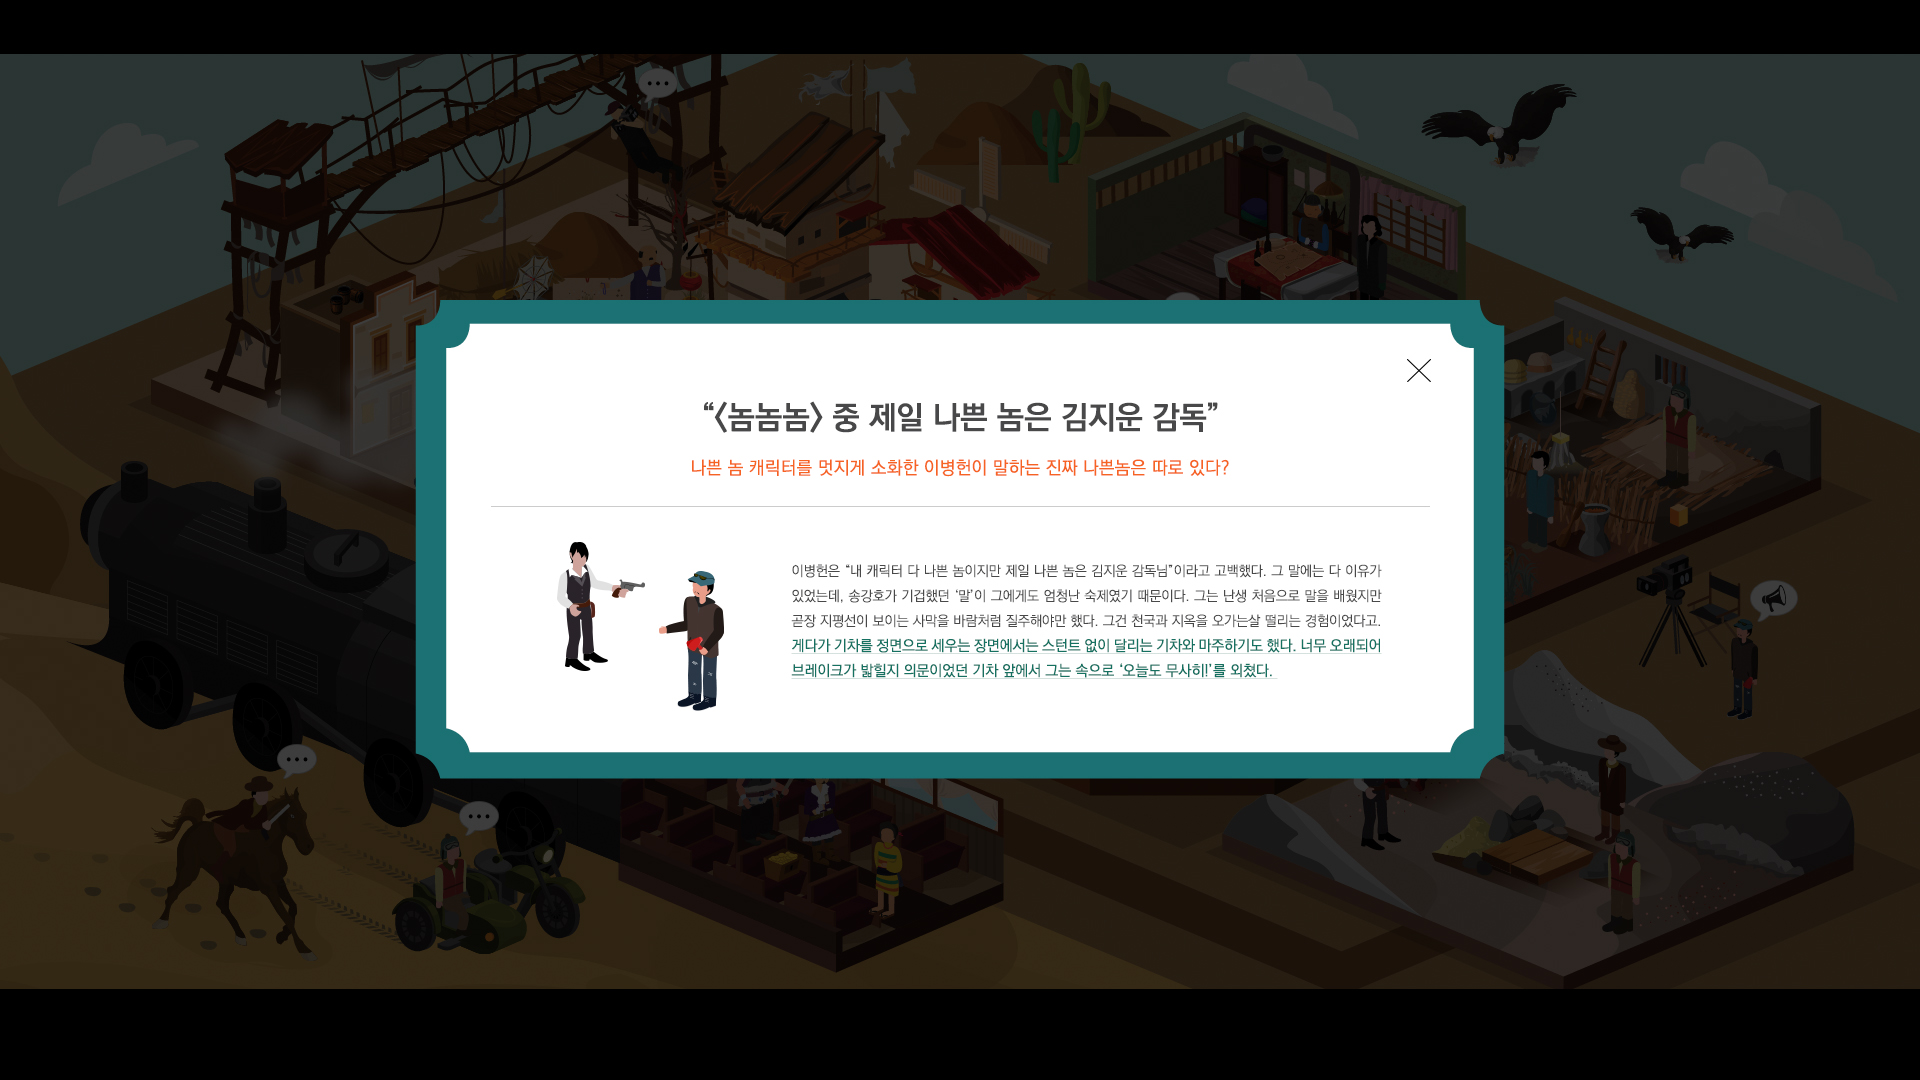 “<놈놈놈> 중 제일 나쁜 놈은 김지운 감독”
나쁜 놈 캐릭터를 멋지게 소화한 이병헌이 말하는 진짜 나쁜놈은 따로 있다?
이병헌은 “내 캐릭터 다 나쁜 놈이지만 제일 나쁜 놈은 김지운 감독님”이라고 고백했다. 그 말에는 다 이유가
있었는데, 송강호가 기겁했던 ‘말’이 그에게도 엄청난 숙제였기 때문이다. 그는 난생 처음으로 말을 배웠지만
곧장 지평선이 보이는 사막을 바람처럼 질주해야만 했다. 그건 천국과 지옥을 오가는살 떨리는 경험이었다고.
게다가 기차를 정면으로 세우는 장면에서는 스턴트 없이 달리는 기차와 마주하기도 했다. 너무 오래되어
브레이크가 밟힐지 의문이었던 기차 앞에서 그는 속으로 ‘오늘도 무사히!’를 외쳤다.